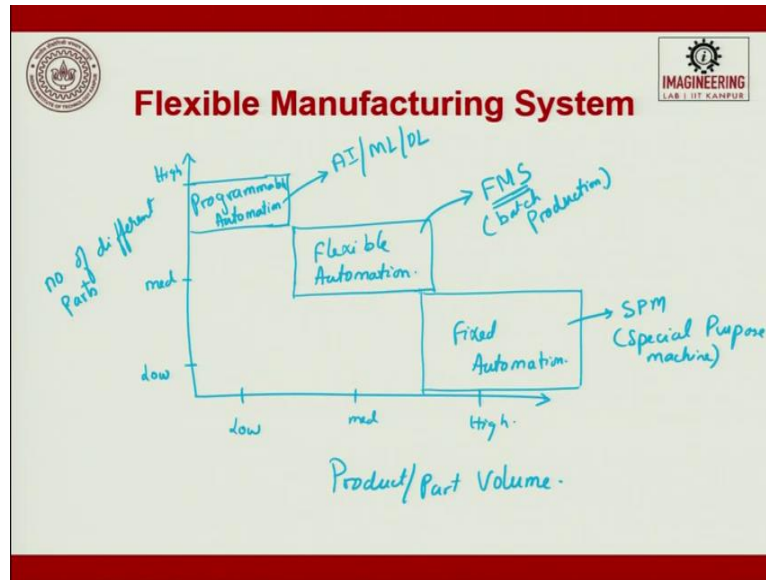 IMAGINEERING
LAB | IIT KANPUR
Flexible Manufacturing System
High
Programmable
Automation
AI/ML/DL
FMS
(batch
Production)
no of different
Parts
Flexible
Automation.
med
Fixed
Automation.
SPM
(Special Purpose
machine)
Low
Low
med
High.
Product/Part Volume.